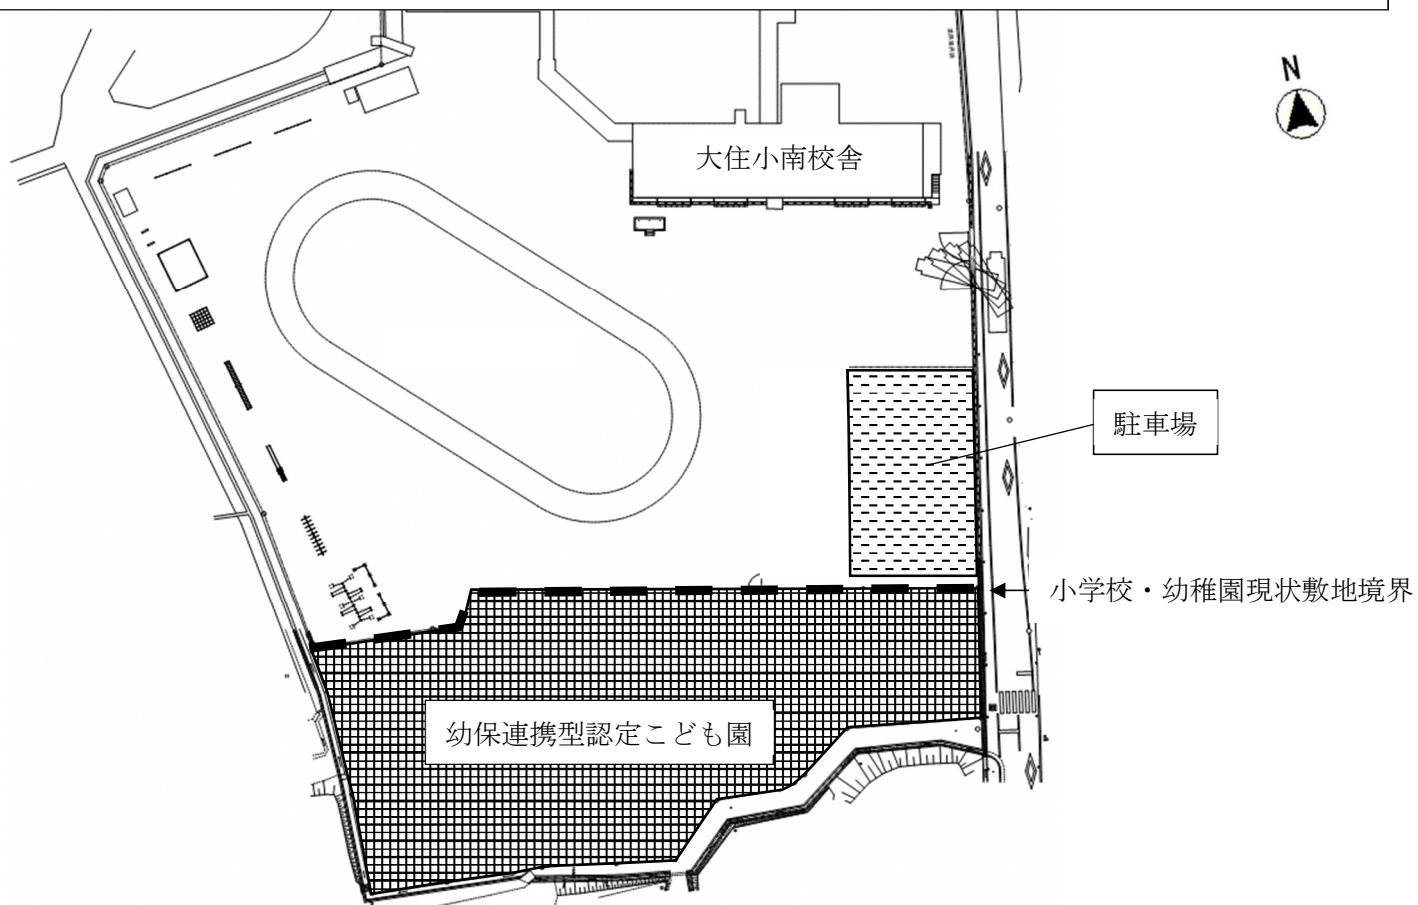 N
大住小南校舎
駐車場
小学校・幼稚園現状敷地境界
幼保連携型認定こども園